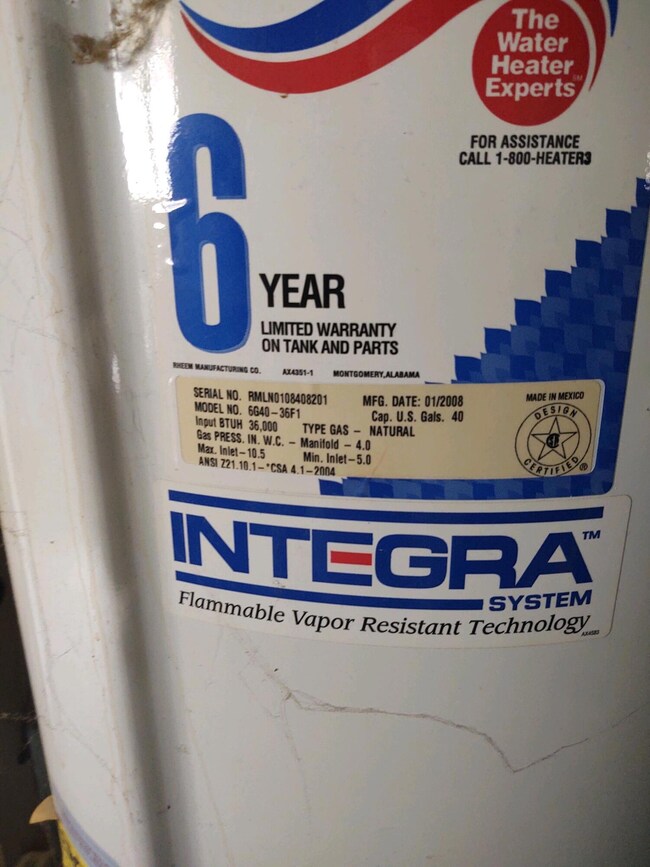 The
Water
Heater
Experts SM
FOR ASSISTANCE
CALL 1-800-HEATER3
6
YEAR
LIMITED WARRANTY
ON TANK AND PARTS
RHEEM MANUFACTURING CO. AX4351-1 MONTGOMERY, ALABAMA
SERIAL NO. RMLN0108408201 MFG. DATE: 01/2008
MODEL NO. 6G40-36F1 Cap. U.S. Gals. 40
Input BTUH 36,000 TYPE GAS - NATURAL
Gas PRESS. IN. W.C. - Manifold - 4.0
Max. Inlet-10.5 Min. Inlet-5.0
ANSI Z21.10.1-*CSA 4.1-2004
MADE IN MEXICO
DESIGN
CERTIFIED ®
INTEGRA™
SYSTEM
Flammable Vapor Resistant Technology